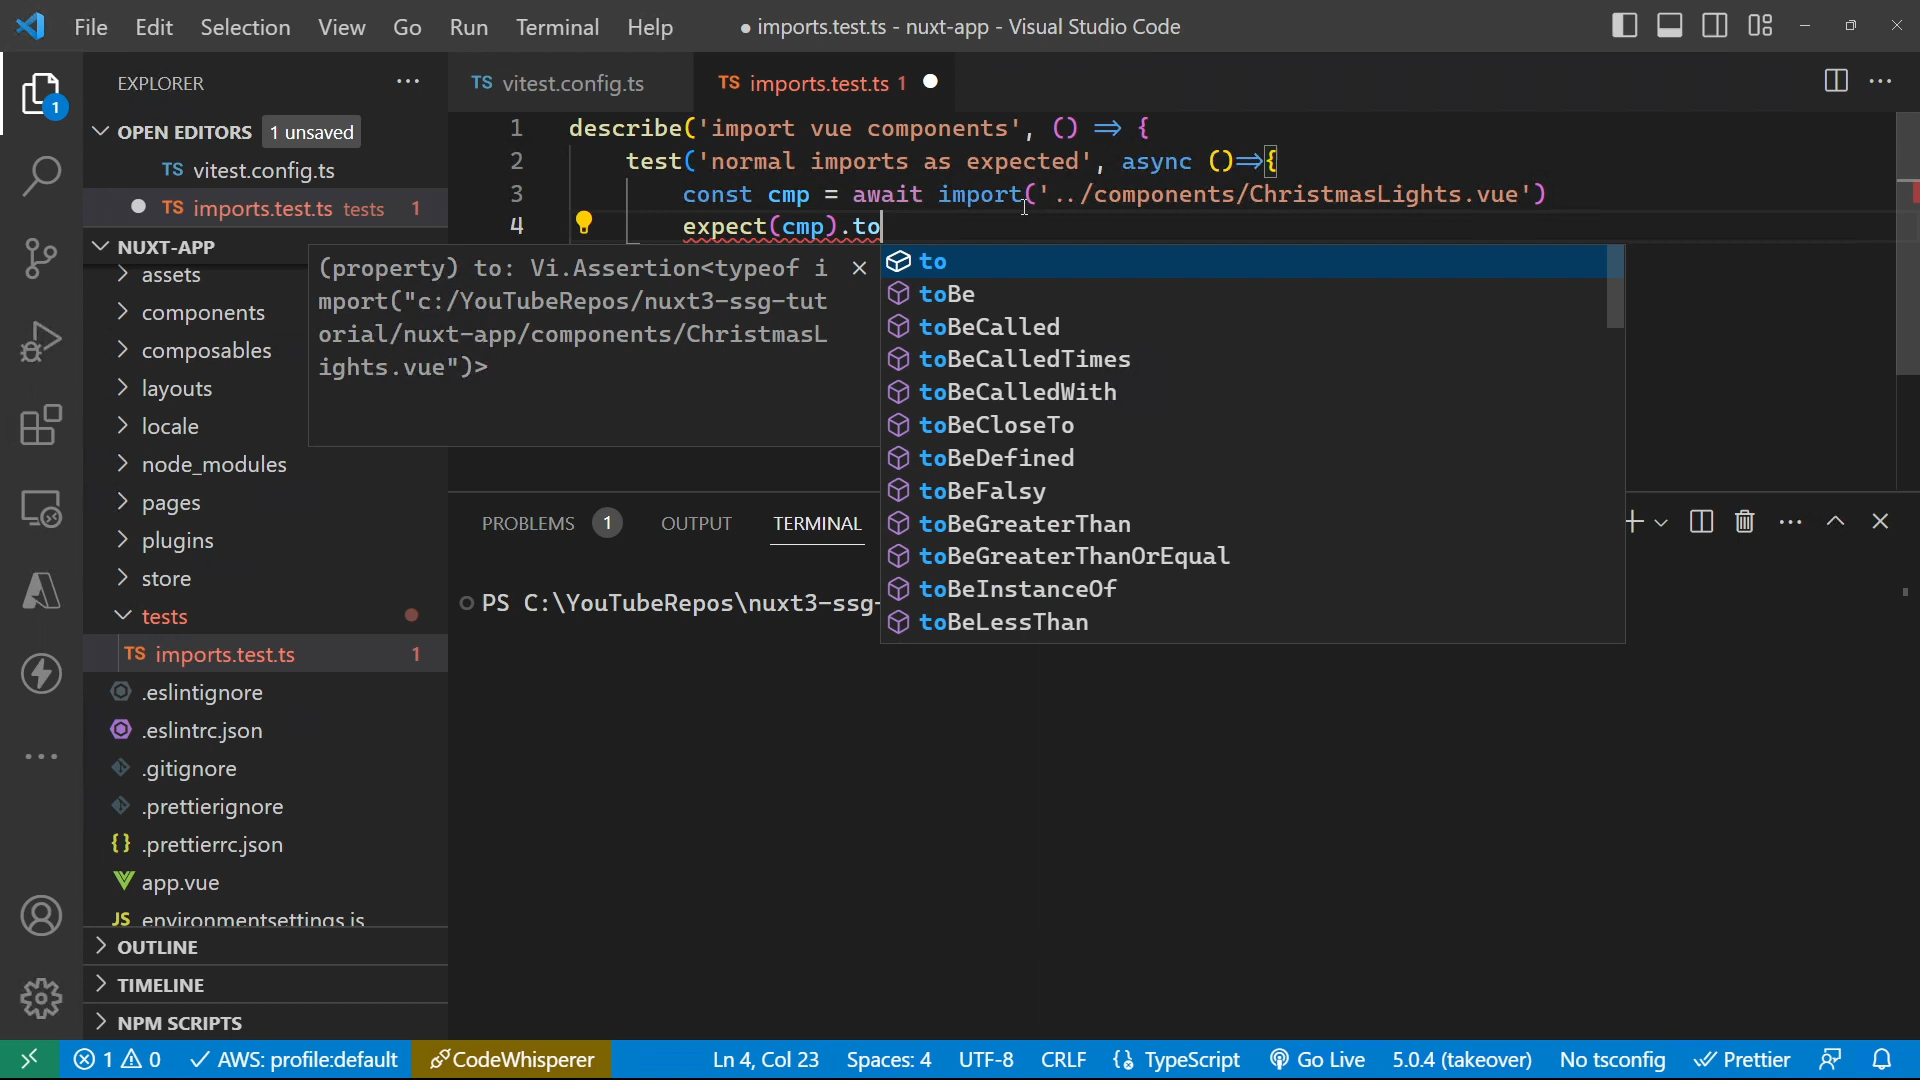 File Edit Selection View Go Run Terminal Help
● imports.test.ts - nuxt-app - Visual Studio Code
EXPLORER
OPEN EDITORS 1 unsaved
TS vitest.config.ts
TS imports.test.ts tests 1
NUXT-APP
assets
components
composables
layouts
locale
node_modules
pages
plugins
store
tests
TS imports.test.ts 1
.eslintignore
.eslintrc.json
.gitignore
.prettierignore
{} .prettierrc.json
app.vue
JS environmentsettings.js
OUTLINE
TIMELINE
NPM SCRIPTS
1
TS vitest.config.ts
TS imports.test.ts 1
1 describe('import vue components', () => {
2 test('normal imports as expected', async ()=>{
3 const cmp = await import('../components/ChristmasLights.vue')
4 expect(cmp).to
(property) to: Vi.Assertion<typeof i
mport("c:/YouTubeRepos/nuxt3-ssg-tut
orial/nuxt-app/components/ChristmasL
ights.vue")>
to
toBe
toBeCalled
toBeCalledTimes
toBeCalledWith
toBeCloseTo
toBeDefined
toBeFalsy
toBeGreaterThan
toBeGreaterThanOrEqual
toBeInstanceOf
toBeLessThan
PROBLEMS 1 OUTPUT TERMINAL
PS C:\YouTubeRepos\nuxt3-ssg-
1 0 AWS: profile:default CodeWhisperer Ln 4, Col 23 Spaces: 4 UTF-8 CRLF {} TypeScript Go Live 5.0.4 (takeover) No tsconfig Prettier